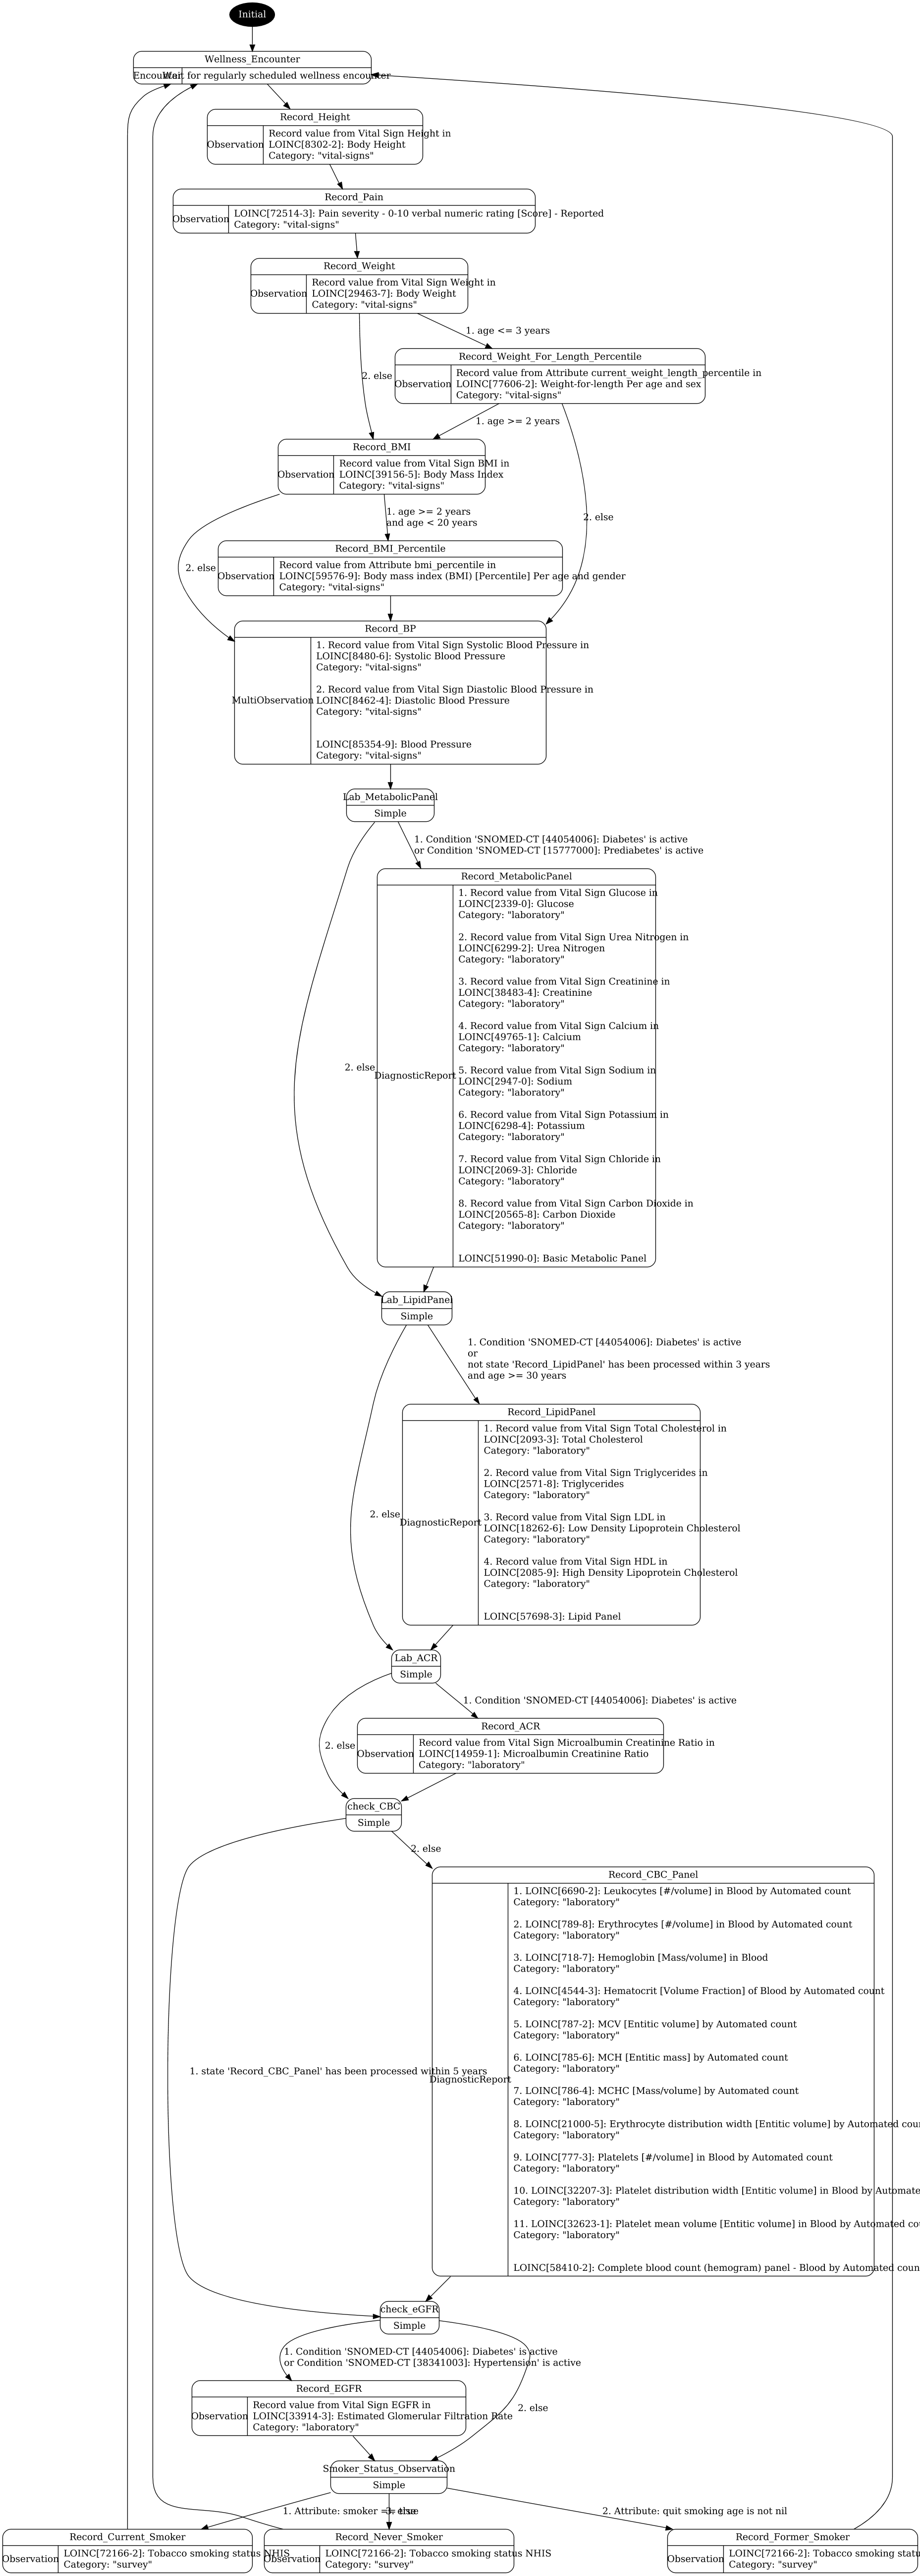 Initial
Wellness_Encounter
Encounter
Wait for regularly scheduled wellness encounter
Record_Height
Observation
Record value from Vital Sign Height in
LOINC[8302-2]: Body Height
Category: "vital-signs"
Record_Pain
Observation
LOINC[72514-3]: Pain severity - 0-10 verbal numeric rating [Score] - Reported
Category: "vital-signs"
Record_Weight
Observation
Record value from Vital Sign Weight in
LOINC[29463-7]: Body Weight
Category: "vital-signs"
1. age <= 3 years
2. else
Record_Weight_For_Length_Percentile
Observation
Record value from Attribute current_weight_length_percentile in
LOINC[77606-2]: Weight-for-length Per age and sex
Category: "vital-signs"
1. age >= 2 years
2. else
Record_BMI
Observation
Record value from Vital Sign BMI in
LOINC[39156-5]: Body Mass Index
Category: "vital-signs"
1. age >= 2 years
and age < 20 years
2. else
Record_BMI_Percentile
Observation
Record value from Attribute bmi_percentile in
LOINC[59576-9]: Body mass index (BMI) [Percentile] Per age and gender
Category: "vital-signs"
Record_BP
MultiObservation
1. Record value from Vital Sign Systolic Blood Pressure in
LOINC[8480-6]: Systolic Blood Pressure
Category: "vital-signs"
2. Record value from Vital Sign Diastolic Blood Pressure in
LOINC[8462-4]: Diastolic Blood Pressure
Category: "vital-signs"
LOINC[85354-9]: Blood Pressure
Category: "vital-signs"
Lab_MetabolicPanel
Simple
1. Condition 'SNOMED-CT [44054006]: Diabetes' is active
or Condition 'SNOMED-CT [15777000]: Prediabetes' is active
2. else
Record_MetabolicPanel
DiagnosticReport
1. Record value from Vital Sign Glucose in
LOINC[2339-0]: Glucose
Category: "laboratory"
2. Record value from Vital Sign Urea Nitrogen in
LOINC[6299-2]: Urea Nitrogen
Category: "laboratory"
3. Record value from Vital Sign Creatinine in
LOINC[38483-4]: Creatinine
Category: "laboratory"
4. Record value from Vital Sign Calcium in
LOINC[49765-1]: Calcium
Category: "laboratory"
5. Record value from Vital Sign Sodium in
LOINC[2947-0]: Sodium
Category: "laboratory"
6. Record value from Vital Sign Potassium in
LOINC[6298-4]: Potassium
Category: "laboratory"
7. Record value from Vital Sign Chloride in
LOINC[2069-3]: Chloride
Category: "laboratory"
8. Record value from Vital Sign Carbon Dioxide in
LOINC[20565-8]: Carbon Dioxide
Category: "laboratory"
LOINC[51990-0]: Basic Metabolic Panel
Lab_LipidPanel
Simple
1. Condition 'SNOMED-CT [44054006]: Diabetes' is active
or
not state 'Record_LipidPanel' has been processed within 3 years
and age >= 30 years
2. else
Record_LipidPanel
DiagnosticReport
1. Record value from Vital Sign Total Cholesterol in
LOINC[2093-3]: Total Cholesterol
Category: "laboratory"
2. Record value from Vital Sign Triglycerides in
LOINC[2571-8]: Triglycerides
Category: "laboratory"
3. Record value from Vital Sign LDL in
LOINC[18262-6]: Low Density Lipoprotein Cholesterol
Category: "laboratory"
4. Record value from Vital Sign HDL in
LOINC[2085-9]: High Density Lipoprotein Cholesterol
Category: "laboratory"
LOINC[57698-3]: Lipid Panel
Lab_ACR
Simple
1. Condition 'SNOMED-CT [44054006]: Diabetes' is active
2. else
Record_ACR
Observation
Record value from Vital Sign Microalbumin Creatinine Ratio in
LOINC[14959-1]: Microalbumin Creatinine Ratio
Category: "laboratory"
check_CBC
Simple
2. else
1. state 'Record_CBC_Panel' has been processed within 5 years
Record_CBC_Panel
DiagnosticReport
1. LOINC[6690-2]: Leukocytes [#/volume] in Blood by Automated count
Category: "laboratory"
2. LOINC[789-8]: Erythrocytes [#/volume] in Blood by Automated count
Category: "laboratory"
3. LOINC[718-7]: Hemoglobin [Mass/volume] in Blood
Category: "laboratory"
4. LOINC[4544-3]: Hematocrit [Volume Fraction] of Blood by Automated count
Category: "laboratory"
5. LOINC[787-2]: MCV [Entitic volume] by Automated count
Category: "laboratory"
6. LOINC[785-6]: MCH [Entitic mass] by Automated count
Category: "laboratory"
7. LOINC[786-4]: MCHC [Mass/volume] by Automated count
Category: "laboratory"
8. LOINC[21000-5]: Erythrocyte distribution width [Entitic volume] by Automated
Category: "laboratory"
9. LOINC[777-3]: Platelets [#/volume] in Blood by Automated count
Category: "laboratory"
10. LOINC[32207-3]: Platelet distribution width [Entitic volume] in Blood by
Category: "laboratory"
11. LOINC[32623-1]: Platelet mean volume [Entitic volume] in Blood by Automated
Category: "laboratory"
LOINC[58410-2]: Complete blood count (hemogram) panel - Blood by Automated
check_eGFR
Simple
1. Condition 'SNOMED-CT [44054006]: Diabetes' is active
or Condition 'SNOMED-CT [38341003]: Hypertension' is active
2. else
Record_EGFR
Observation
Record value from Vital Sign EGFR in
LOINC[33914-3]: Estimated Glomerular Filtration Rate
Category: "laboratory"
Smoker_Status_Observation
Simple
1. Attribute: smoker ==
3. else
2. Attribute: quit smoking age is not nil
Record_Current_Smoker
Observation
LOINC[72166-2]: Tobacco smoking status NHIS
Category: "survey"
Record_Never_Smoker
Observation
LOINC[72166-2]: Tobacco smoking status NHIS
Category: "survey"
Record_Former_Smoker
Observation
LOINC[72166-2]: Tobacco smoking
Category: "survey"